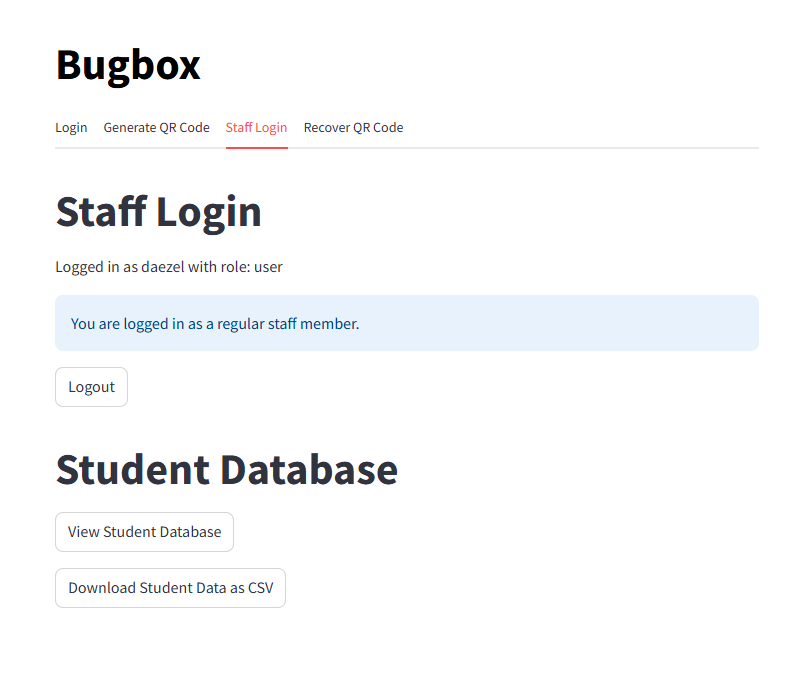 Bugbox
Login Generate QR Code Staff Login Recover QR Code
Staff Login
Logged in as daezel with role: user
You are logged in as a regular staff member.
Logout
Student Database
View Student Database
Download Student Data as CSV